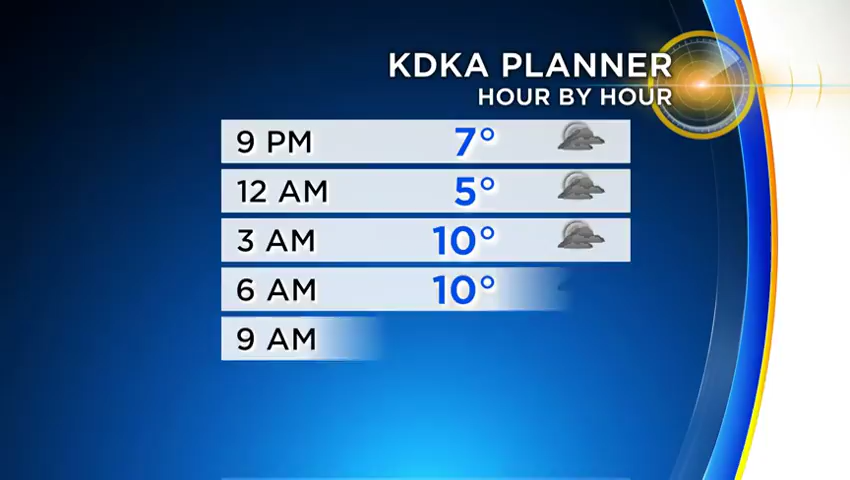 KDKA PLANNER
HOUR BY HOUR
9 PM 7°
12 AM 5°
3 AM 10°
6 AM 10°
9 AM